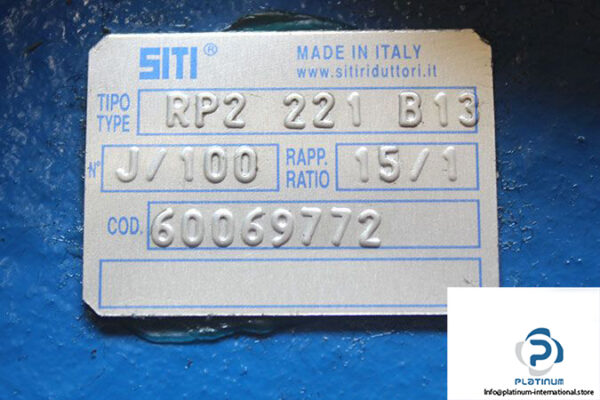 SITI® MADE IN ITALY
www.sitiriduttori.it
TIPO
TYPE RP2 221 B13
N° J/100 RAPP.
RATIO 15/1
COD. 60069772
PLATINUM
Info@platinum-international.store